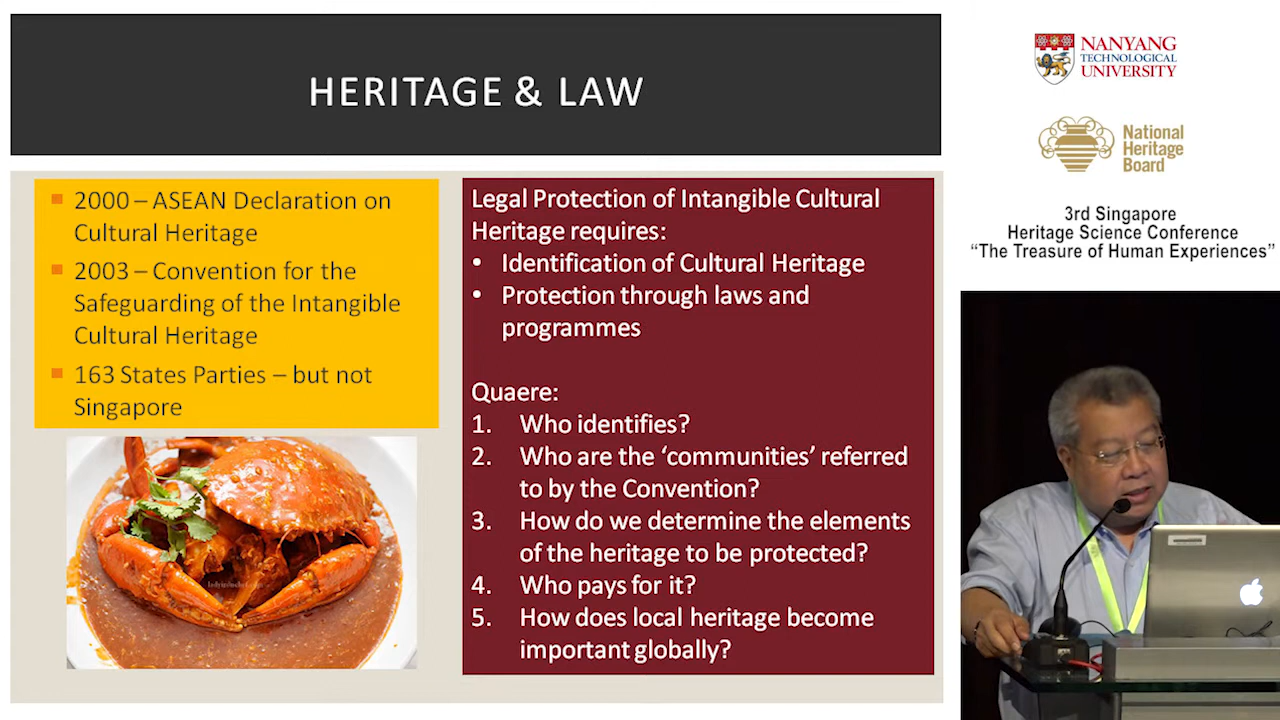 HERITAGE & LAW
2000 – ASEAN Declaration on
Cultural Heritage
2003 – Convention for the
Safeguarding of the Intangible
Cultural Heritage
163 States Parties – but not
Singapore
Legal Protection of Intangible Cultural
Heritage requires:
• Identification of Cultural Heritage
• Protection through laws and
programmes
Quaere:
1. Who identifies?
2. Who are the ‘communities’ referred
to by the Convention?
3. How do we determine the elements
of the heritage to be protected?
4. Who pays for it?
5. How does local heritage become
important globally?
NANYANG
TECHNOLOGICAL
UNIVERSITY
National
Heritage
Board
3rd Singapore
Heritage Science Conference
“The Treasure of Human Experiences”